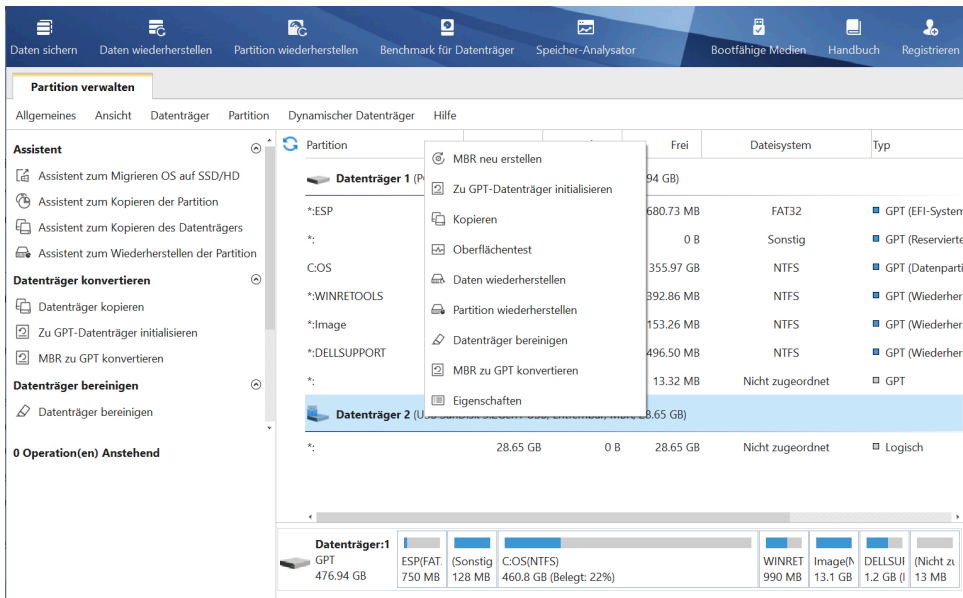 Daten sichern Daten wiederherstellen Partition wiederherstellen Benchmark für Datenträger Speicher-Analysator Bootfähige Medien Handbuch Registrieren
Partition verwalten
Allgemeines Ansicht Datenträger Partition Dynamischer Datenträger Hilfe
Assistent
Assistent zum Migrieren OS auf SSD/HD
Assistent zum Kopieren der Partition
Assistent zum Kopieren des Datenträgers
Assistent zum Wiederherstellen der Partition
Datenträger konvertieren
Datenträger kopieren
Zu GPT-Datenträger initialisieren
MBR zu GPT konvertieren
Datenträger bereinigen
Datenträger bereinigen
0 Operation(en) Anstehend
Partition Frei Dateisystem Typ
Datenträger 1 94 GB)
*:ESP 680.73 MB FAT32 GPT (EFI-System
*: 0 B Sonstig GPT (Reservierte
C:OS 355.97 GB NTFS GPT (Datenparti
*:WINRETOOLS 392.86 MB NTFS GPT (Wiederher
*:Image 153.26 MB NTFS GPT (Wiederher
*:DELLSUPPORT 496.50 MB NTFS GPT (Wiederher
*: 13.32 MB Nicht zugeordnet GPT
Datenträger 2 28.65 GB)
*: 28.65 GB 0 B 28.65 GB Nicht zugeordnet Logisch
MBR neu erstellen
Zu GPT-Datenträger initialisieren
Kopieren
Oberflächentest
Daten wiederherstellen
Partition wiederherstellen
Datenträger bereinigen
MBR zu GPT konvertieren
Eigenschaften
Datenträger:1
GPT
476.94 GB
ESP(FAT.
750 MB
(Sonstig
128 MB
C:OS(NTFS)
460.8 GB (Belegt: 22%)
WINRET
990 MB
Image(N
13.1 GB
DELLSUI
1.2 GB (I
(Nicht zu
13 MB